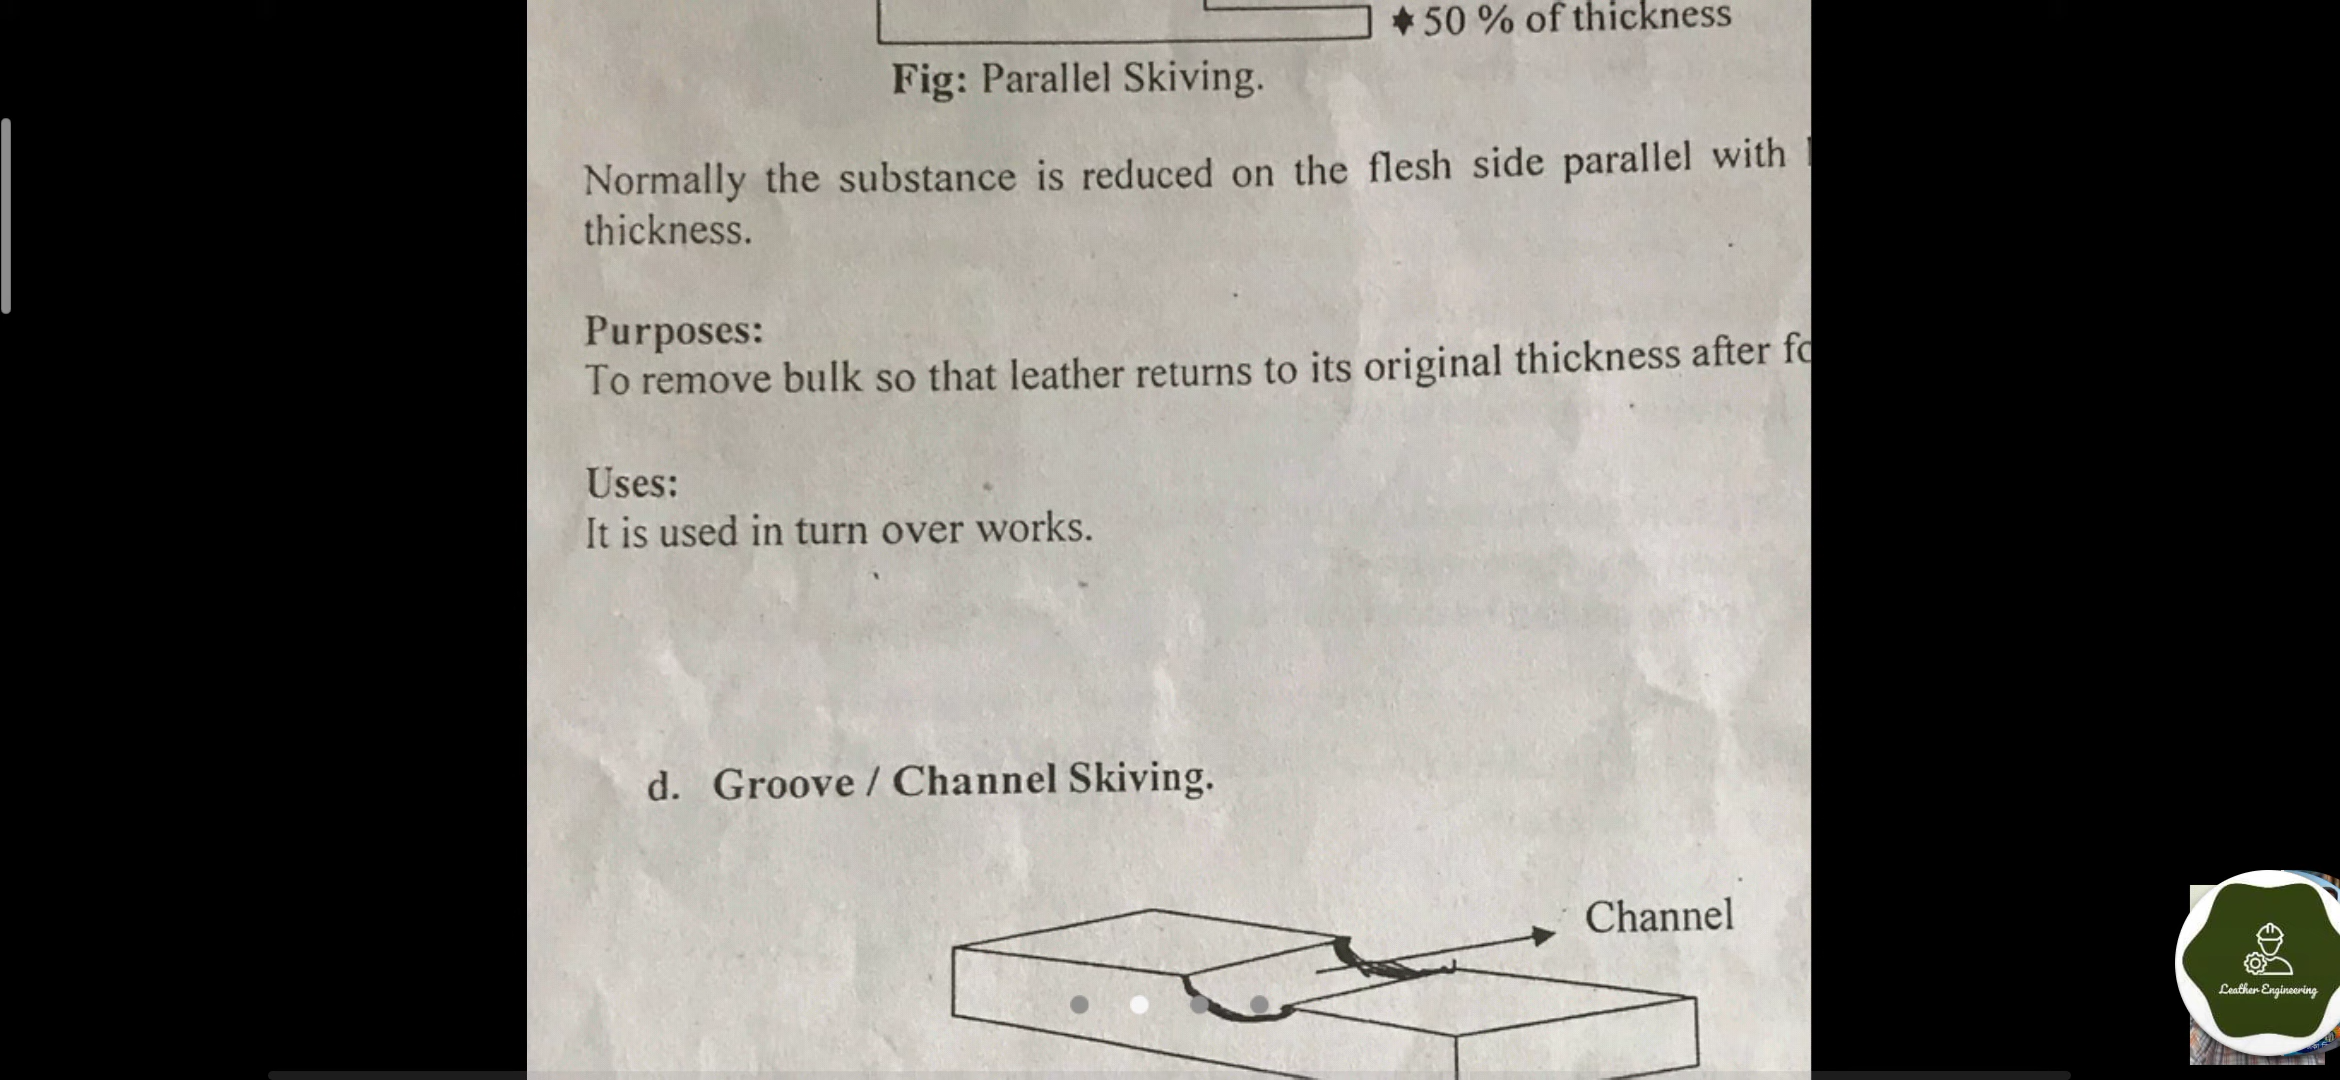 50 % of thickness
Fig: Parallel Skiving.
Normally the substance is reduced on the flesh side parallel with
thickness.
Purposes:
To remove bulk so that leather returns to its original thickness after
Uses:
It is used in turn over works.
d. Groove / Channel Skiving.
Channel
Leather Engineering